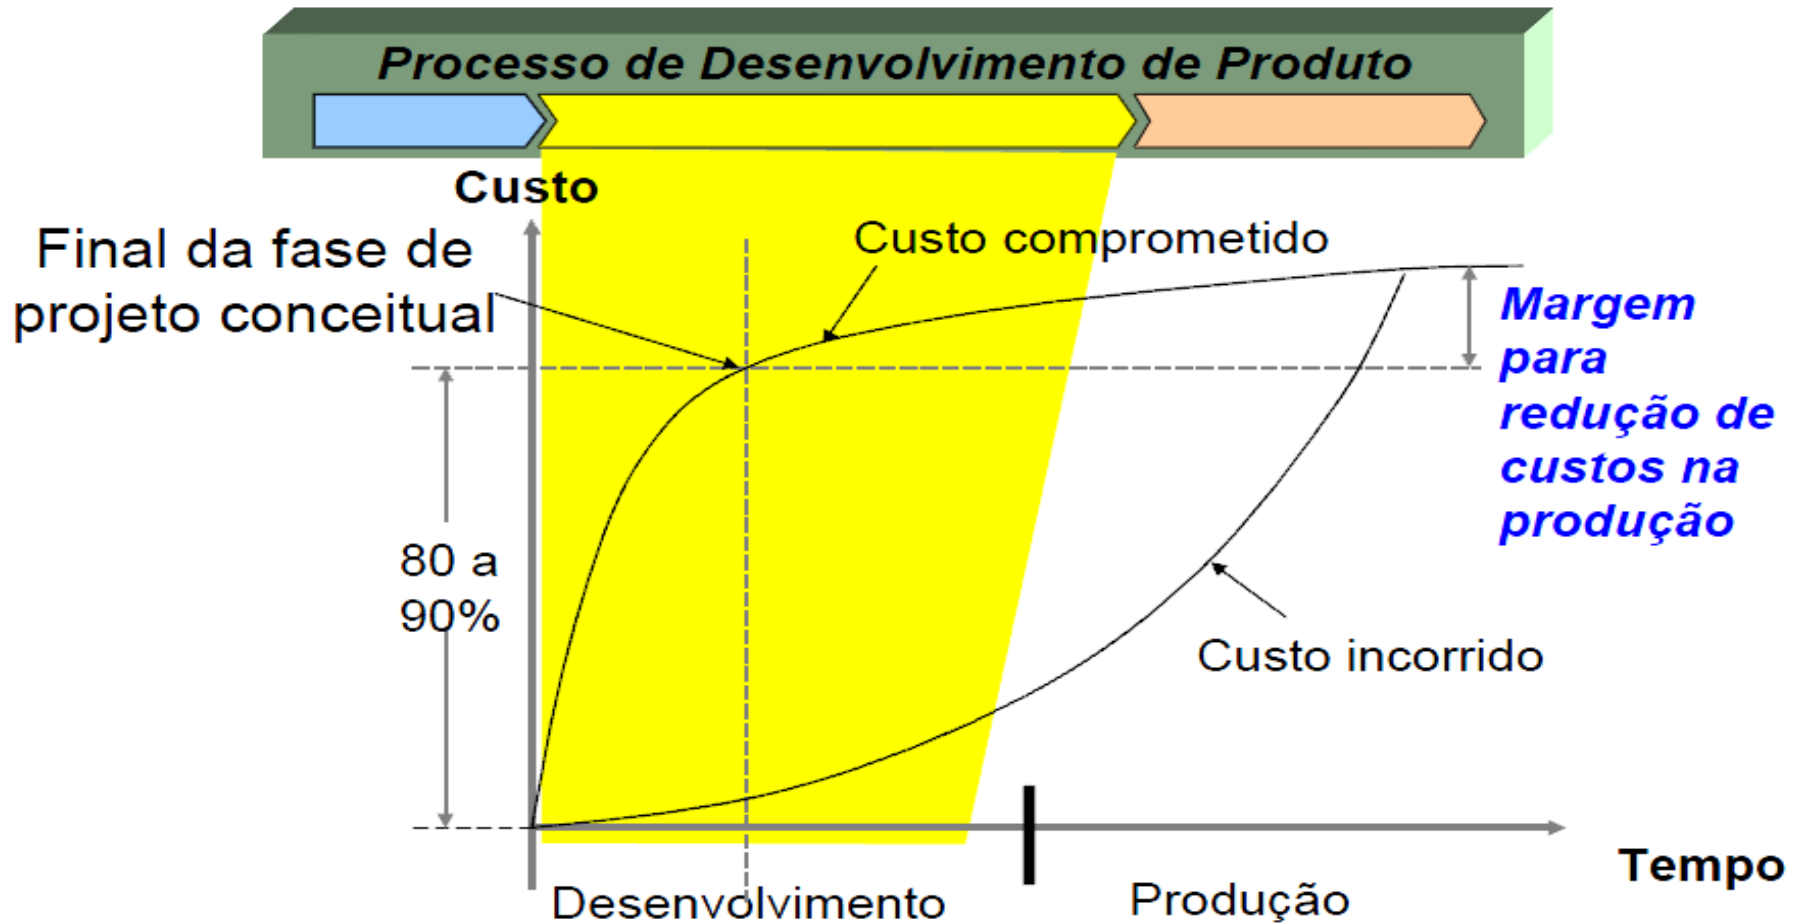 Processo de Desenvolvimento de Produto
Custo
Final da fase de
projeto conceitual
Custo comprometido
Margem
para
redução de
custos na
produção
80 a
90%
Custo incorrido
Tempo
Desenvolvimento
Produção